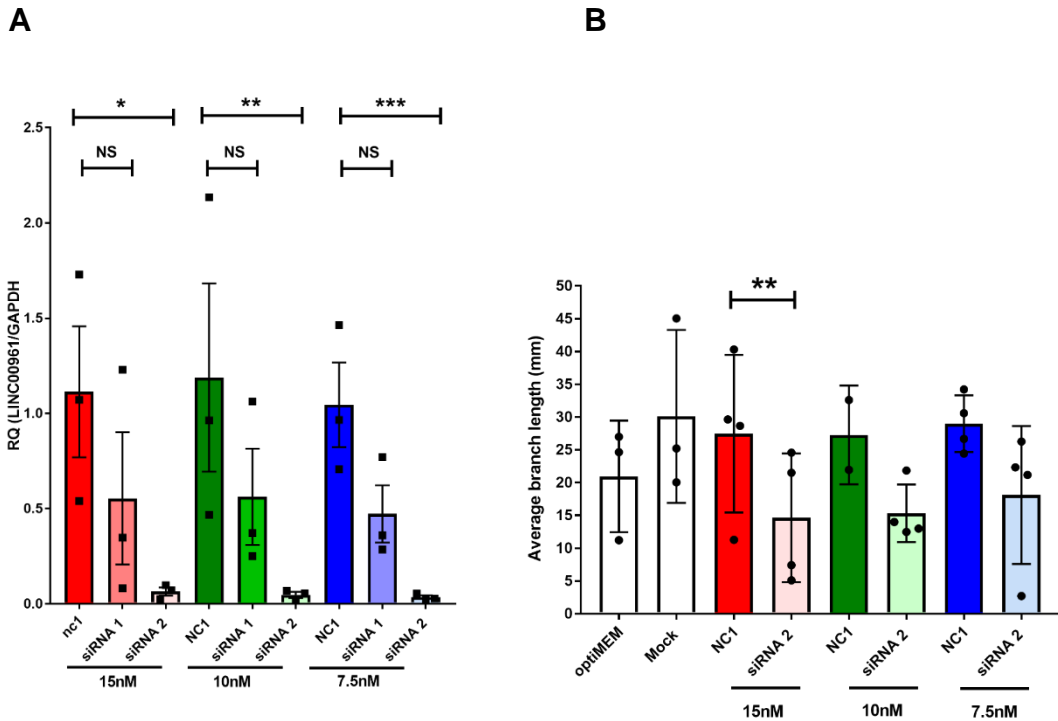 A
B
* ** ***
NS NS NS
RQ (LINC00961/GAPDH
2.5
2.0
1.5
1.0
0.5
0.0
nc1 siRNA 1 siRNA 2 NC1 siRNA 1 siRNA 2 NC1 siRNA 1 siRNA 2
15nM 10nM 7.5nM
**
Average branch length (mm)
50
45
40
35
30
25
20
15
10
5
0
optiMEM Mock NC1 siRNA 2 NC1 siRNA 2 NC1 siRNA 2
15nM 10nM 7.5nM